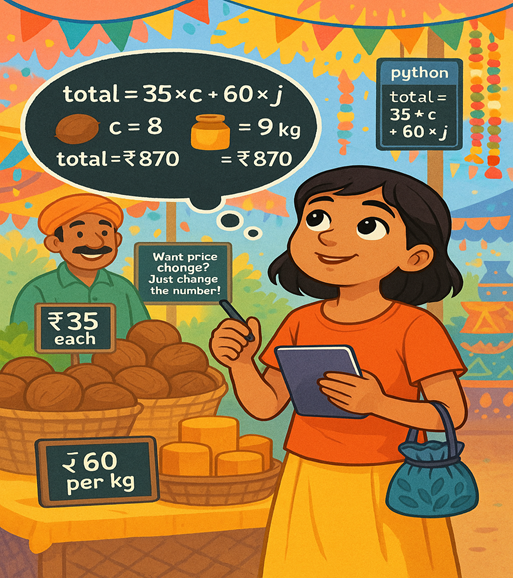 total = 35×c + 60×j
c = 8 = 9 kg
total = ₹870 = ₹870
python
total =
35 * c
+ 60 × j
Want price
chonge?
Just change
the number!
₹35
each
₹60
per kg